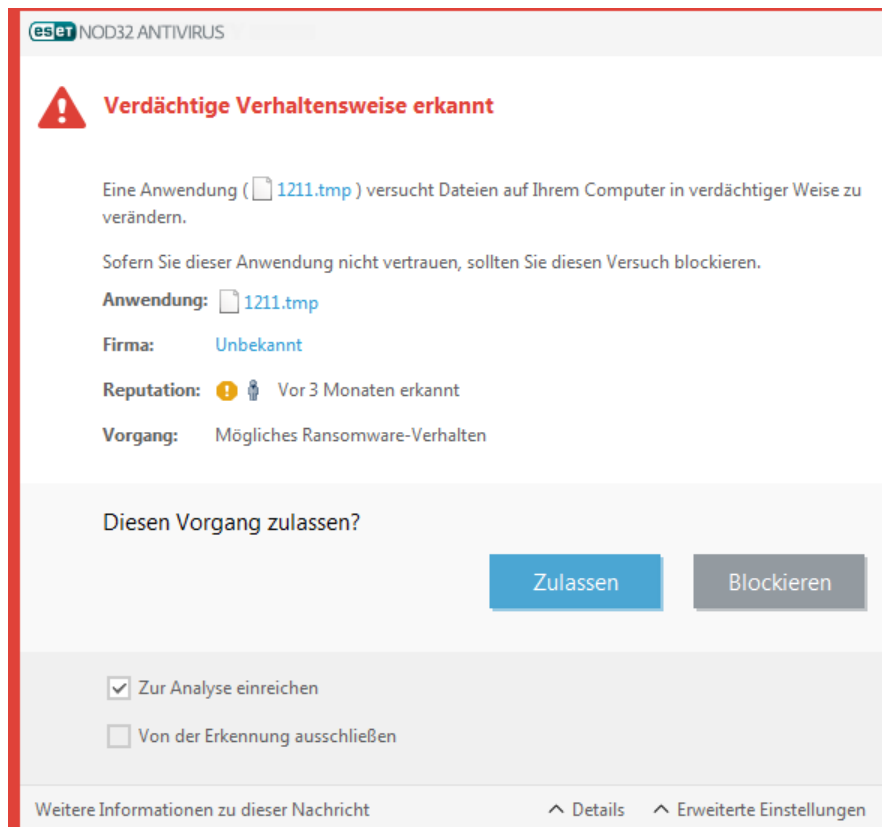 eset NOD32 ANTIVIRUS
Verdächtige Verhaltensweise erkannt
Eine Anwendung ( 1211.tmp ) versucht Dateien auf Ihrem Computer in verdächtiger Weise zu
verändern.
Sofern Sie dieser Anwendung nicht vertrauen, sollten Sie diesen Versuch blockieren.
Anwendung: 1211.tmp
Firma: Unbekannt
Reputation: Vor 3 Monaten erkannt
Vorgang: Mögliches Ransomware-Verhalten
Diesen Vorgang zulassen?
Zulassen Blockieren
Zur Analyse einreichen
Von der Erkennung ausschließen
Weitere Informationen zu dieser Nachricht Details Erweiterte Einstellungen